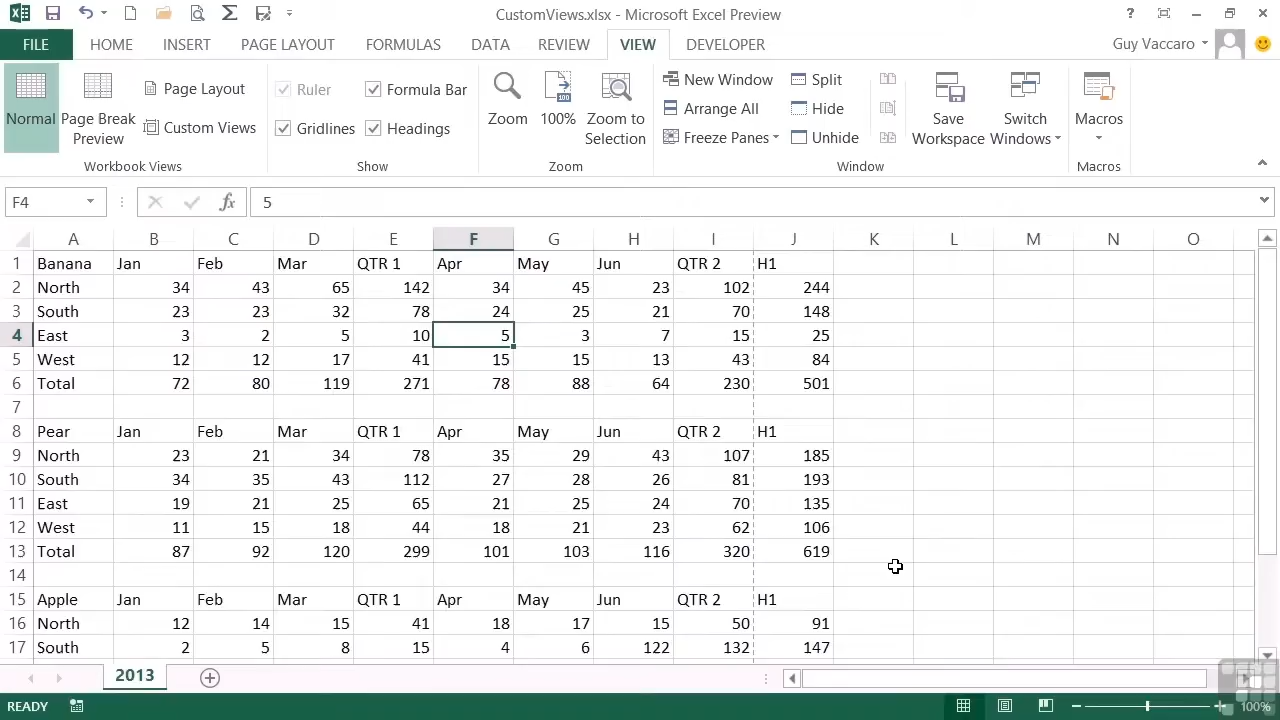 CustomViews.xlsx - Microsoft Excel Preview
FILE HOME INSERT PAGE LAYOUT FORMULAS DATA REVIEW VIEW DEVELOPER Guy Vaccaro
Normal
Page Break Preview
Page Layout
Custom Views
Workbook Views
Ruler
Formula Bar
Gridlines
Headings
Show
Zoom
100
100%
Zoom to Selection
Zoom
New Window
Arrange All
Freeze Panes
Split
Hide
Unhide
Save Workspace
Switch Windows
Window
Macros
Macros
F4 fx 5
A B C D E F G H I J K L M N O
1 Banana Jan Feb Mar QTR 1 Apr May Jun QTR 2 H1
2 North 34 43 65 142 34 45 23 102 244
3 South 23 23 32 78 24 25 21 70 148
4 East 3 2 5 10 5 3 7 15 25
5 West 12 12 17 41 15 15 13 43 84
6 Total 72 80 119 271 78 88 64 230 501
7
8 Pear Jan Feb Mar QTR 1 Apr May Jun QTR 2 H1
9 North 23 21 34 78 35 29 43 107 185
10 South 34 35 43 112 27 28 26 81 193
11 East 19 21 25 65 21 25 24 70 135
12 West 11 15 18 44 18 21 23 62 106
13 Total 87 92 120 299 101 103 116 320 619
14
15 Apple Jan Feb Mar QTR 1 Apr May Jun QTR 2 H1
16 North 12 14 15 41 18 17 15 50 91
17 South 2 5 8 15 4 6 122 132 147
2013
READY 100%